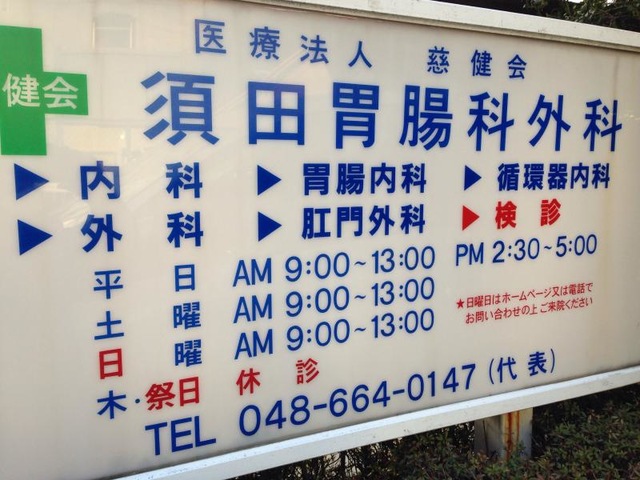 医療法人 慈健会
健会
須田胃腸科外科
▶ 内科 ▶ 胃腸内科 ▶ 循環器内科
▶ 外科 ▶ 肛門外科 ▶ 検診
平日 AM 9:00~13:00 PM 2:30~5:00
土曜 AM 9:00~13:00
日曜 AM 9:00~13:00
★日曜日はホームページ又は電話で
お問い合わせの上ご来院ください
木・祭日 休診
TEL 048-664-0147 (代表)